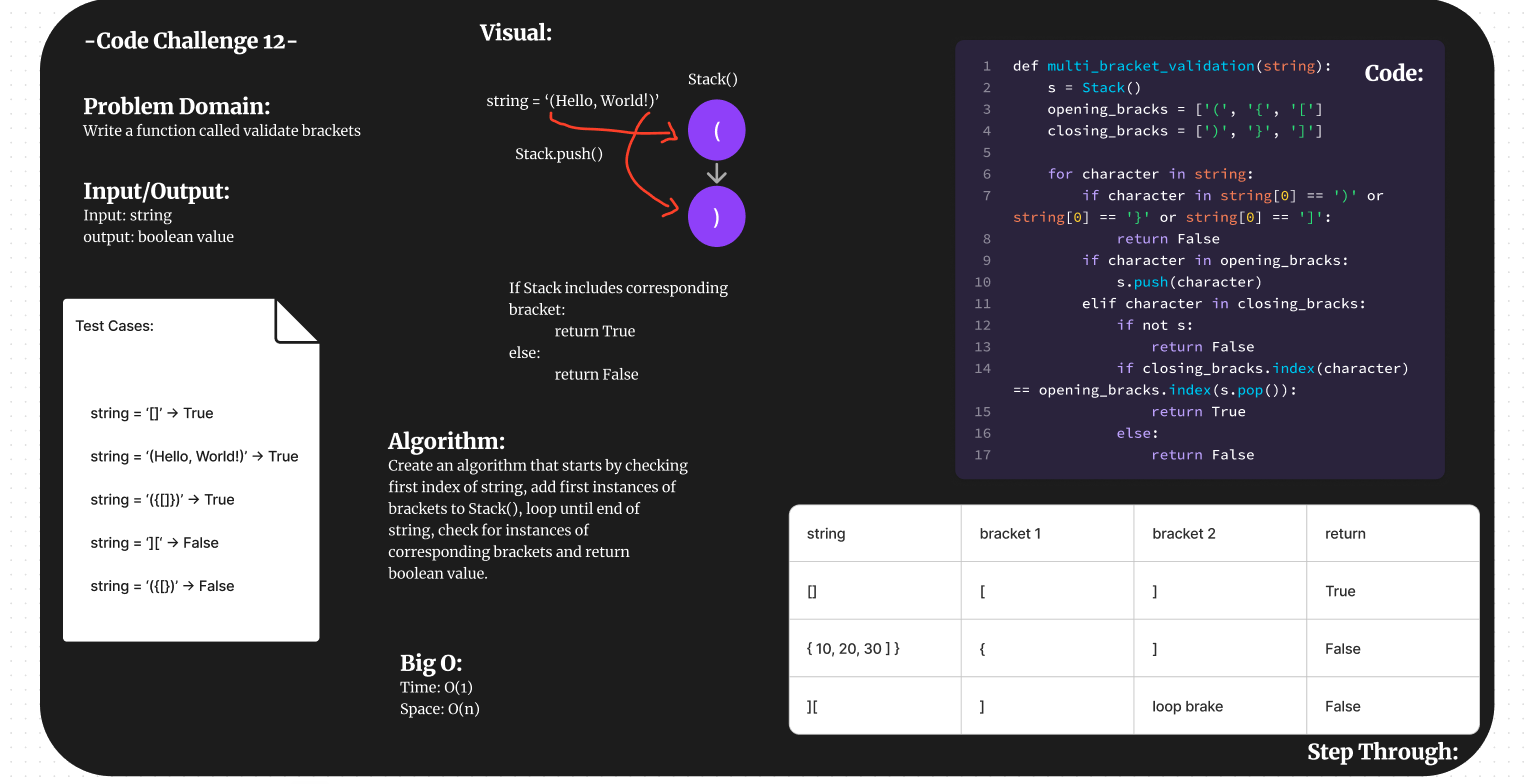 -Code Challenge 12-
Problem Domain:
Write a function called validate brackets
Input/Output:
Input: string
output: boolean value
Test Cases:
string = ‘[]’ → True
string = ‘(Hello, World!)’ → True
string = ‘({[]})’ → True
string = ‘][‘ → False
string = ‘({[})’ → False
Visual:
Stack()
string = ‘(Hello, World!)’
(
Stack.push()
)
If Stack includes corresponding
bracket:
return True
else:
return False
Algorithm:
Create an algorithm that starts by checking
first index of string, add first instances of
brackets to Stack(), loop until end of
string, check for instances of
corresponding brackets and return
boolean value.
Big O:
Time: O(1)
Space: O(n)
Code:
1 def multi_bracket_validation(string):
2 s = Stack()
3 opening_bracks = ['(', '{', '[']
4 closing_bracks = [')', '}', ']']
5
6 for character in string:
7 if character in string[0] == ')' or
string[0] == '}' or string[0] == ']':
8 return False
9 if character in opening_bracks:
10 s.push(character)
11 elif character in closing_bracks:
12 if not s:
13 return False
14 if closing_bracks.index(character)
== opening_bracks.index(s.pop()):
15 return True
16 else:
17 return False
string bracket 1 bracket 2 return
[] [ ] True
{ 10, 20, 30 ] } { ] False
][ ] loop brake False
Step Through: